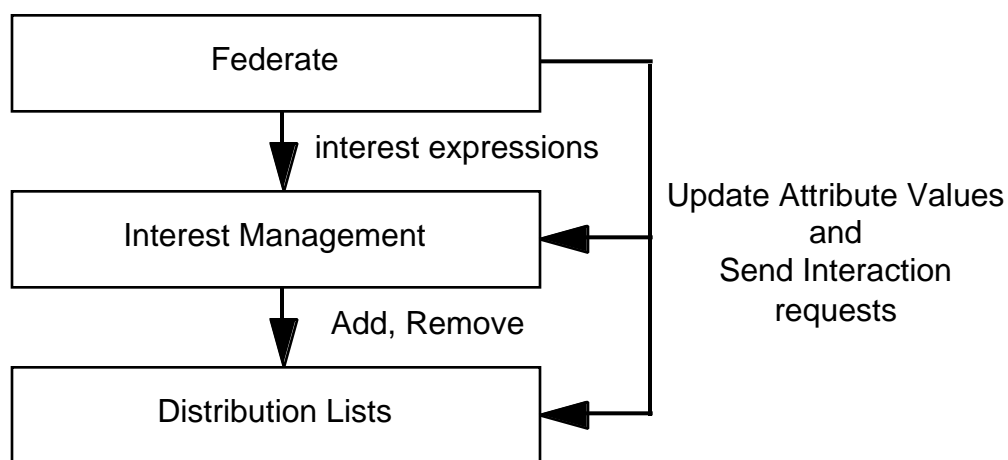 Federate
interest expressions
Interest Management
Update Attribute Values
and
Send Interaction
requests
Add, Remove
Distribution Lists